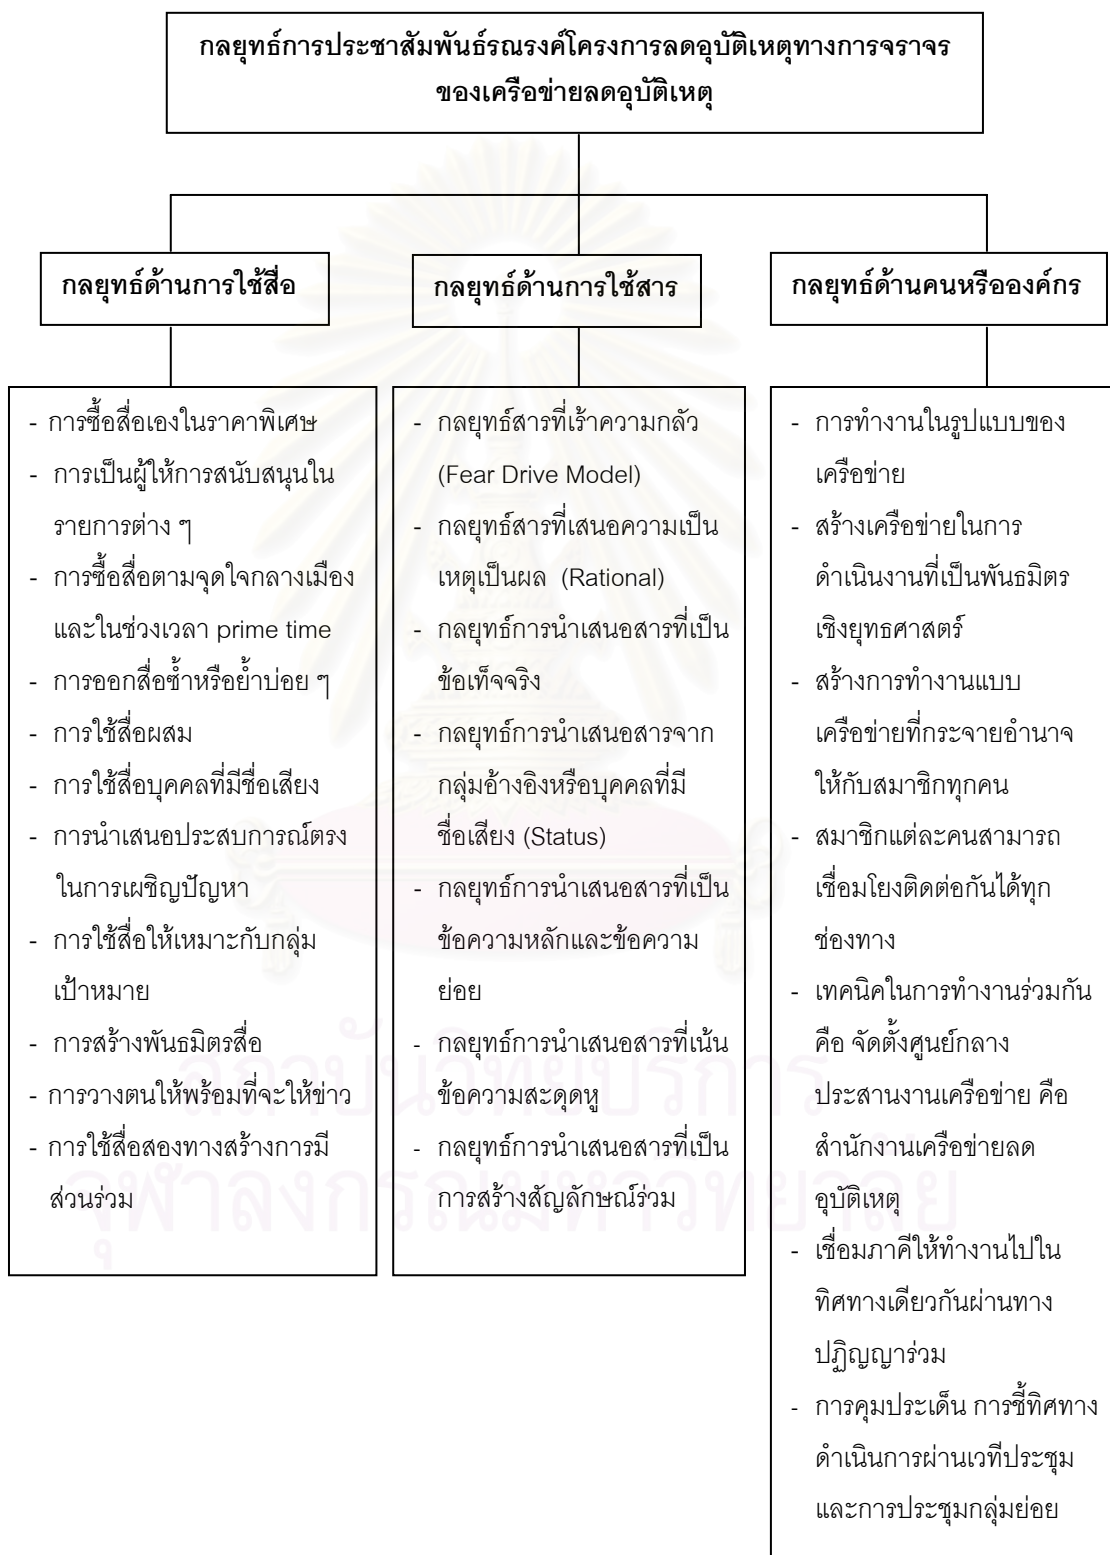 กลยุทธ์การประชาสัมพันธ์รณรงค์โครงการลดอุบัติเหตุทางการจราจร
ของเครือข่ายลดอุบัติเหตุ
กลยุทธ์ด้านการใช้สื่อ
- การซื้อสื่อเองในราคาพิเศษ
- การเป็นผู้ให้การสนับสนุนใน
รายการต่าง ๆ
- การซื้อสื่อตามจุดใจกลางเมือง
และในช่วงเวลา prime time
- การออกสื่อซ้ำหรือย้ำบ่อย ๆ
- การใช้สื่อผสม
- การใช้สื่อบุคคลที่มีชื่อเสียง
- การนำเสนอประสบการณ์ตรง
ในการเผชิญปัญหา
- การใช้สื่อให้เหมาะกับกลุ่ม
เป้าหมาย
- การสร้างพันธมิตรสื่อ
- การวางตนให้พร้อมที่จะให้ข่าว
- การใช้สื่อสองทางสร้างการมี
ส่วนร่วม
กลยุทธ์ด้านการใช้สาร
- กลยุทธ์สารที่เร้าความกลัว
(Fear Drive Model)
- กลยุทธ์สารที่เสนอความเป็น
เหตุเป็นผล (Rational)
- กลยุทธ์การนำเสนอสารที่เป็น
ข้อเท็จจริง
- กลยุทธ์การนำเสนอสารจาก
กลุ่มอ้างอิงหรือบุคคลที่มี
ชื่อเสียง (Status)
- กลยุทธ์การนำเสนอสารที่เป็น
ข้อความหลักและข้อความ
ย่อย
- กลยุทธ์การนำเสนอสารที่เน้น
ข้อความสะดุดหู
- กลยุทธ์การนำเสนอสารที่เป็น
การสร้างสัญลักษณ์ร่วม
กลยุทธ์ด้านคนหรือองค์กร
- การทำงานในรูปแบบของ
เครือข่าย
- สร้างเครือข่ายในการ
ดำเนินงานที่เป็นพันธมิตร
เชิงยุทธศาสตร์
- สร้างการทำงานแบบ
เครือข่ายที่กระจายอำนาจ
ให้กับสมาชิกทุกคน
- สมาชิกแต่ละคนสามารถ
เชื่อมโยงติดต่อกันได้ทุก
ช่องทาง
- เทคนิคในการทำงานร่วมกัน
คือ จัดตั้งศูนย์กลาง
ประสานงานเครือข่าย คือ
สำนักงานเครือข่ายลด
อุบัติเหตุ
- เชื่อมภาคีให้ทำงานไปใน
ทิศทางเดียวกันผ่านทาง
ปฏิญญาร่วม
- การคุมประเด็น การชี้ทิศทาง
ดำเนินการผ่านเวทีประชุม
และการประชุมกลุ่มย่อย
สถาบันวิทยบริการ
จุฬาลงกรณ์มหาวิทยาลัย